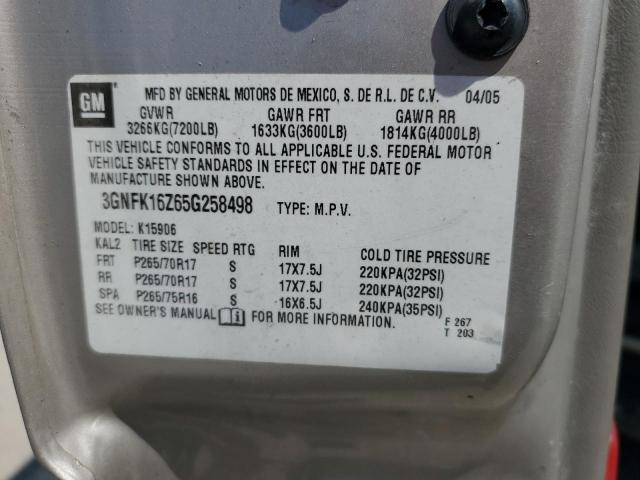 GM
MFD BY GENERAL MOTORS DE MEXICO, S. DE R.L. DE C.V. 04/05
GVWR GAWR FRT GAWR RR
3266KG(7200LB) 1633KG(3600LB) 1814KG(4000LB)
THIS VEHICLE CONFORMS TO ALL APPLICABLE U.S. FEDERAL MOTOR
VEHICLE SAFETY STANDARDS IN EFFECT ON THE DATE OF
MANUFACTURE SHOWN ABOVE.
3GNFK16Z65G258498 TYPE: M.P.V.
MODEL: K15906
KAL2 TIRE SIZE SPEED RTG RIM COLD TIRE PRESSURE
FRT P265/70R17 S 17X7.5J 220KPA(32PSI)
RR P265/70R17 S 17X7.5J 220KPA(32PSI)
SPA P265/75R16 S 16X6.5J 240KPA(35PSI)
SEE OWNER'S MANUAL i FOR MORE INFORMATION.
F 267
T 203